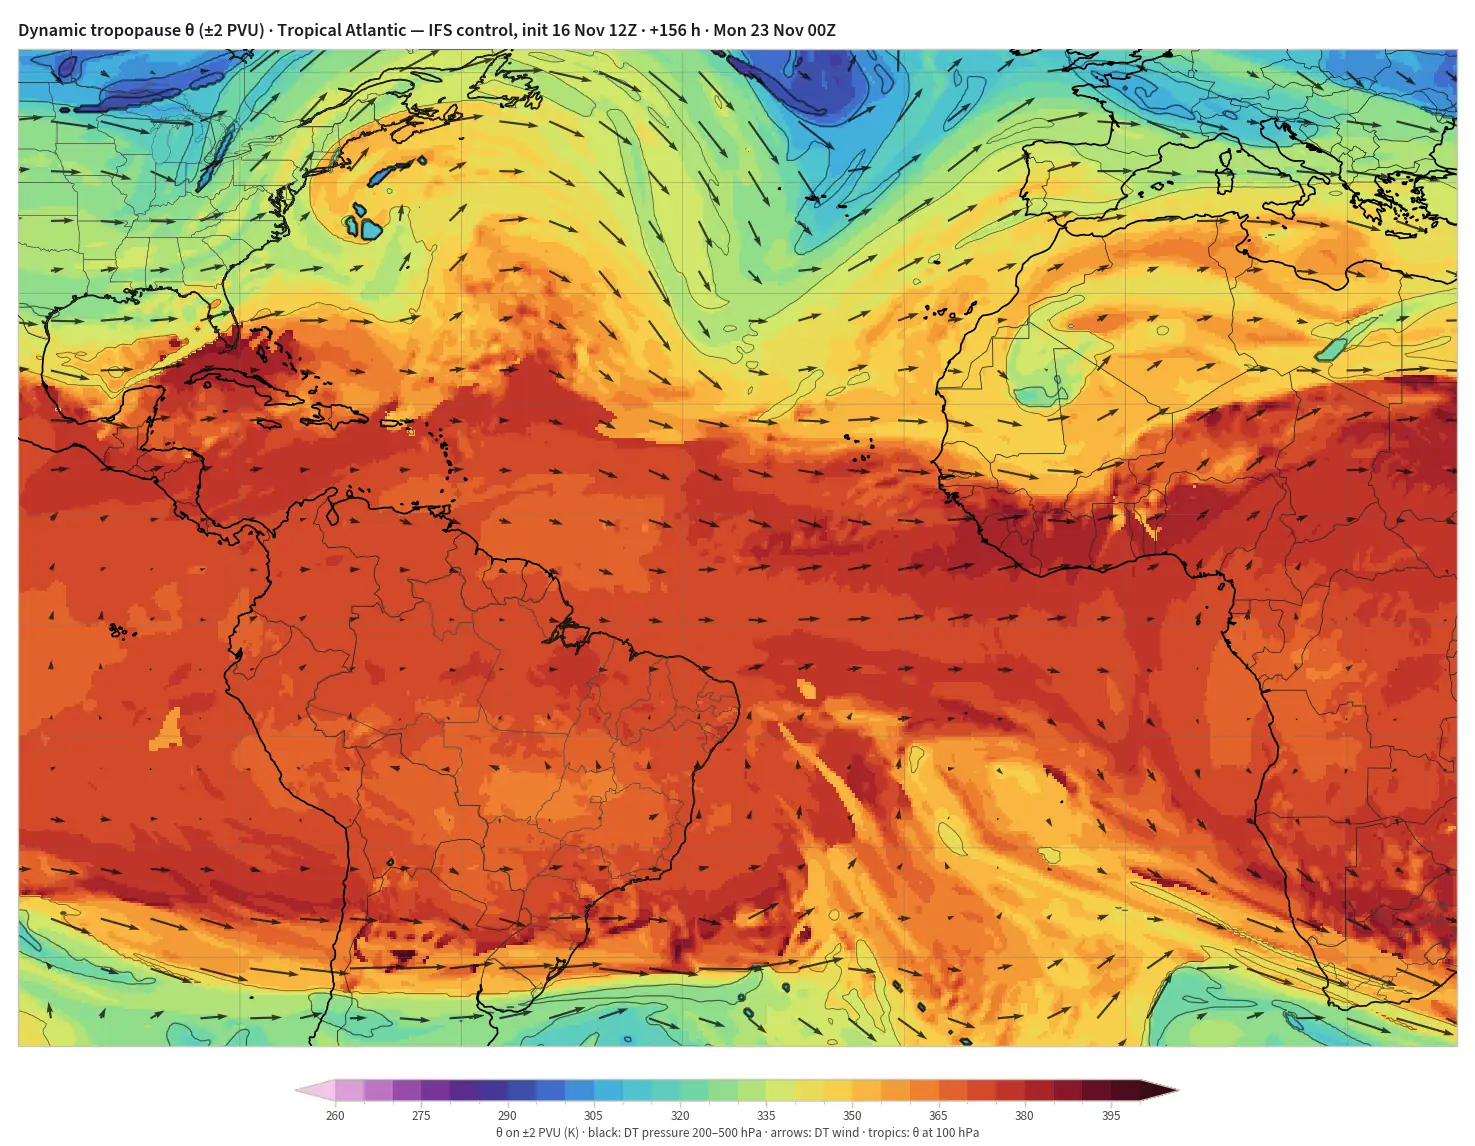 Dynamic tropopause θ (±2 PVU) · Tropical Atlantic — IFS control, init 16 Nov 12Z · +156 h · Mon 23 Nov 00Z
260 275 290 305 320 335 350 365 380 395
θ on ±2 PVU (K) · black: DT pressure 200–500 hPa · arrows: DT wind · tropics: θ at 100 hPa